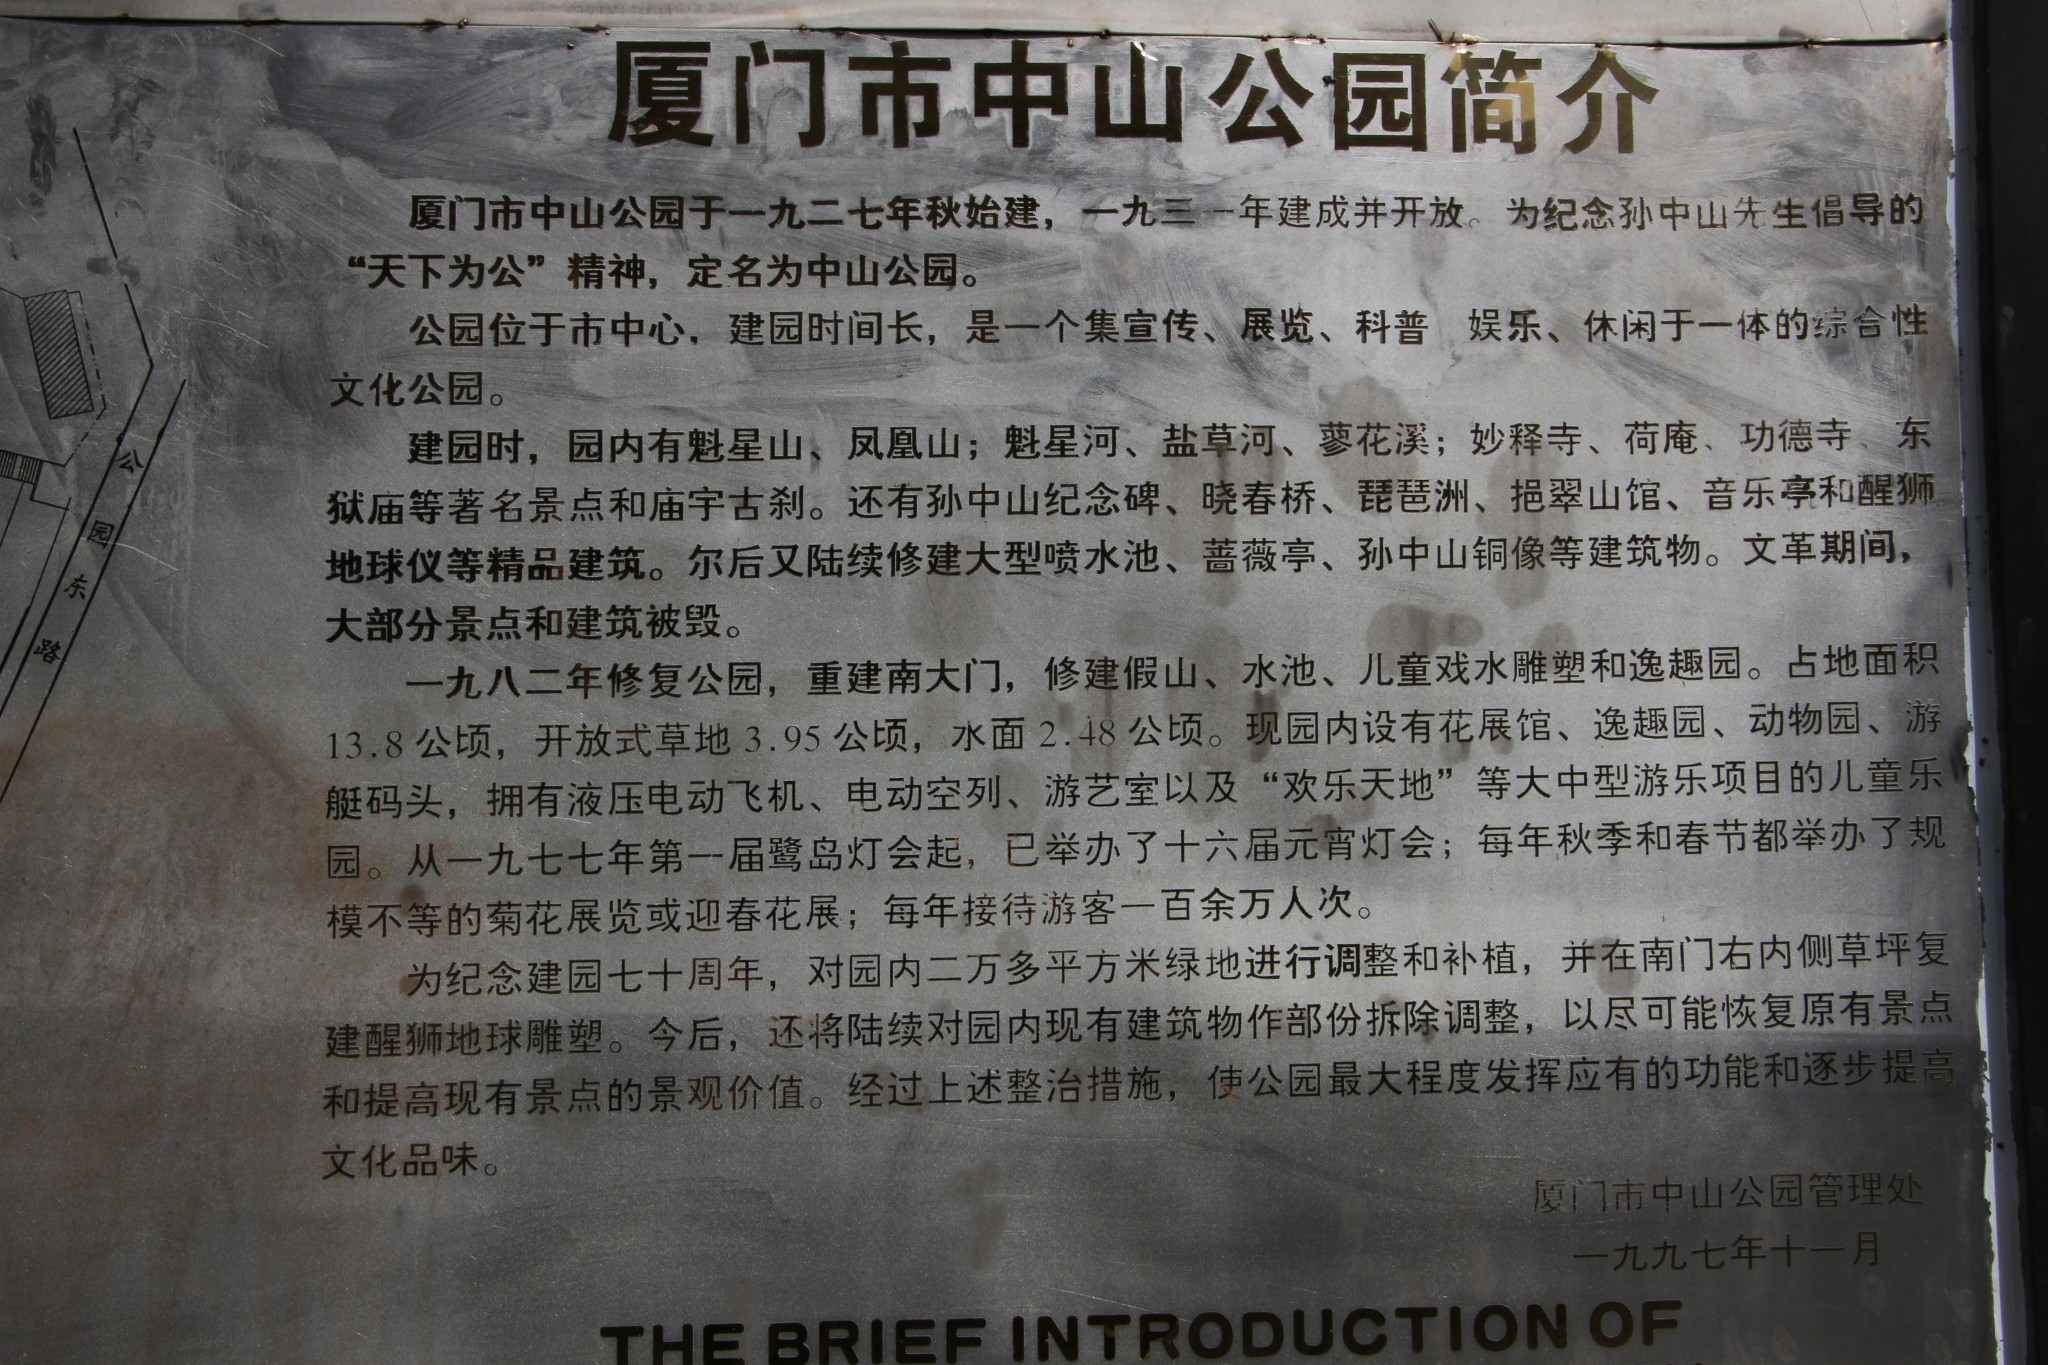 厦门市中山公园简介
厦门市中山公园于一九二七年秋始建，一九三一年建成并开放。为纪念孙中山先生倡导的
“天下为公”精神，定名为中山公园。
公园位于市中心，建园时间长，是一个集宣传、展览、科普 娱乐、休闲于一体的综合性
文化公园。
建园时，园内有魁星山、凤凰山；魁星河、盐草河、蓼花溪；妙释寺、荷庵、功德寺、东
狱庙等著名景点和庙宇古刹。还有孙中山纪念碑、晓春桥、琵琶洲、挹翠山馆、音乐亭和醒狮
地球仪等精品建筑。尔后又陆续修建大型喷水池、蔷薇亭、孙中山铜像等建筑物。文革期间，
大部分景点和建筑被毁。
一九八二年修复公园，重建南大门，修建假山、水池、儿童戏水雕塑和逸趣园。占地面积
13.8公顷，开放式草地3.95公顷，水面2.48公顷。现园内设有花展馆、逸趣园、动物园、游
艇码头，拥有液压电动飞机、电动空列、游艺室以及“欢乐天地”等大中型游乐项目的儿童乐
园。从一九七七年第一届鹭岛灯会起，已举办了十六届元宵灯会；每年秋季和春节都举办了规
模不等的菊花展览或迎春花展；每年接待游客一百余万人次。
为纪念建园七十周年，对园内二万多平方米绿地进行调整和补植，并在南门右内侧草坪复
建醒狮地球雕塑。今后，还将陆续对园内现有建筑物作部份拆除调整，以尽可能恢复原有景点
和提高现有景点的景观价值。经过上述整治措施，使公园最大程度发挥应有的功能和逐步提高
文化品味。
厦门市中山公园管理处
一九九七年十一月
THE BRIEF INTRODUCTION OF
公园东路